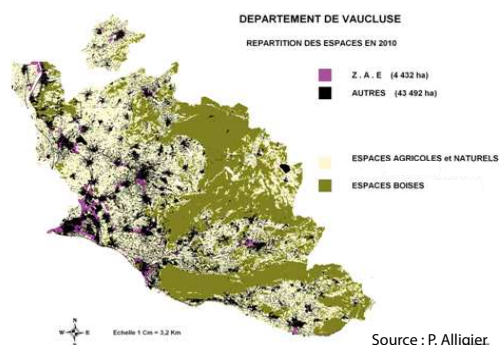 DEPARTEMENT DE VAUCLUSE
REPARTITION DES ESPACES EN 2010
Z . A . E (4 432 ha)
AUTRES (43 492 ha)
ESPACES AGRICOLES et NATURELS
ESPACES BOISES
N
Echelle 1 Cm = 3,2 Km
Source : P. Alligier.